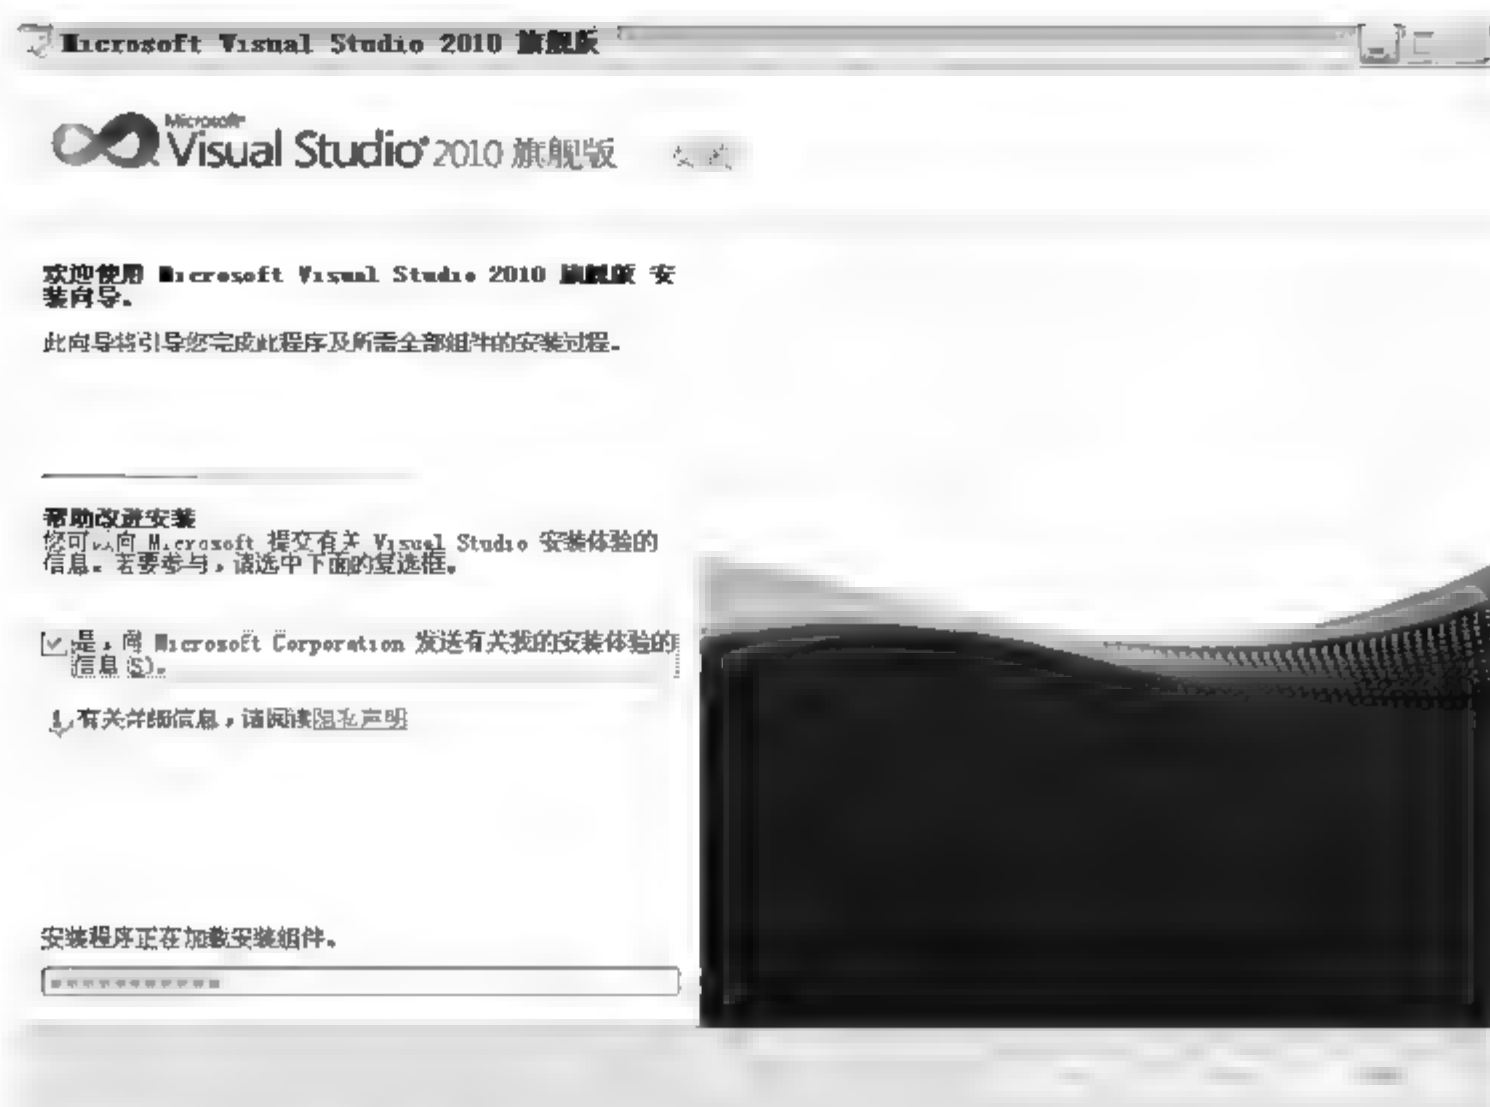 Microsoft Visual Studio 2010 旗舰版
Microsoft
Visual Studio 2010 旗舰版
欢迎使用 Microsoft Visual Studio 2010 旗舰版 安
装向导。
此向导将引导您完成此程序及所需全部组件的安装过程。
帮助改进安装
您可以向 Microsoft 提交有关 Visual Studio 安装体验的
信息。若要参与，请选中下面的复选框。
是，向 Microsoft Corporation 发送有关我的安装体验的
信息(S)。
有关详细信息，请阅读隐私声明
安装程序正在加载安装组件。